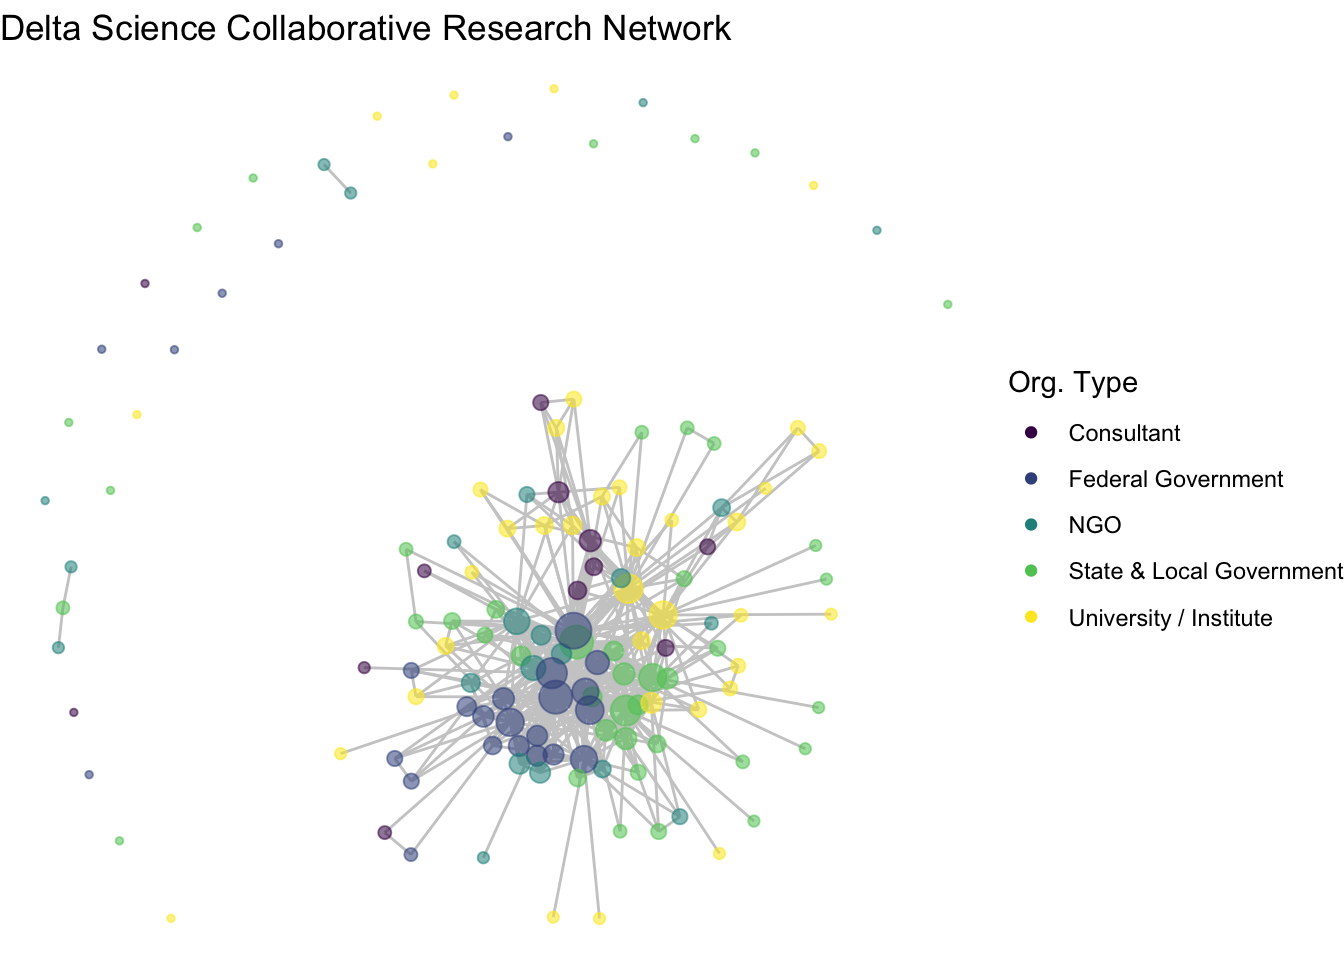 Delta Science Collaborative Research Network
Org. Type
Consultant
Federal Government
NGO
State & Local Government
University / Institute